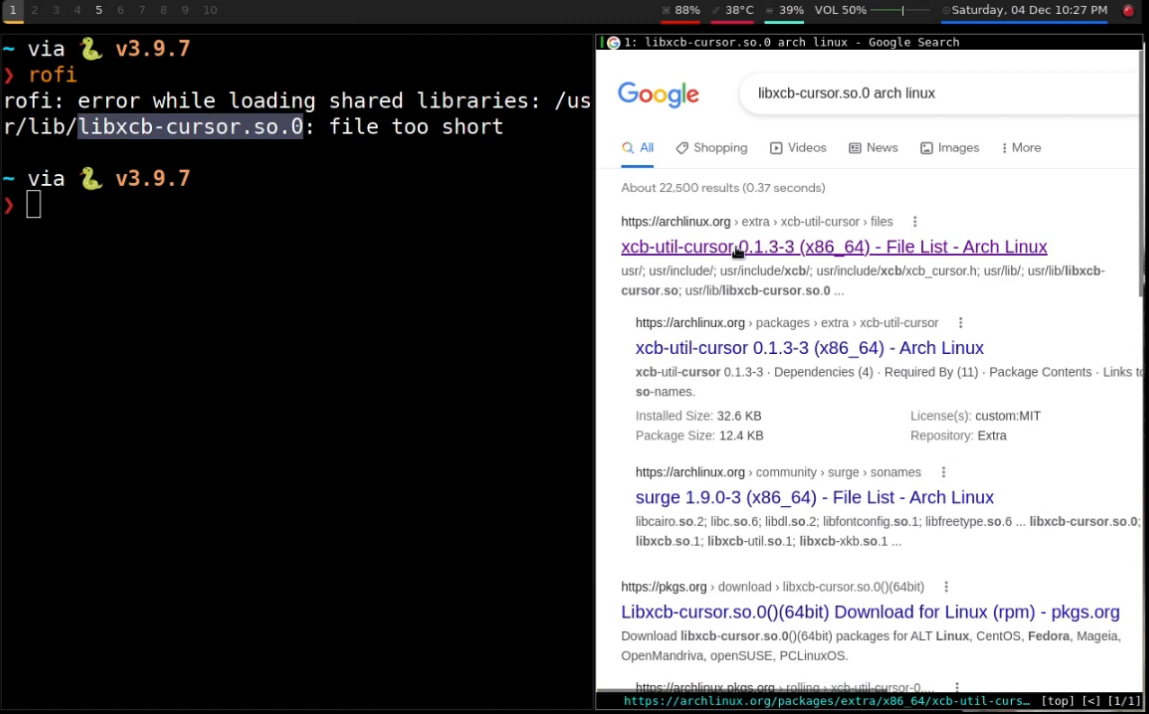 1 2 3 4 5 6 7 8 9 10
88% 38°C 39% VOL 50% Saturday, 04 Dec 10:27 PM
~ via v3.9.7
❯ rofi
rofi: error while loading shared libraries: /us
r/lib/libxcb-cursor.so.0: file too short
~ via v3.9.7
❯
1: libxcb-cursor.so.0 arch linux - Google Search
Google
libxcb-cursor.so.0 arch linux
All Shopping Videos News Images More
About 22,500 results (0.37 seconds)
https://archlinux.org › extra › xcb-util-cursor › files
xcb-util-cursor 0.1.3-3 (x86_64) - File List - Arch Linux
usr/; usr/include/; usr/include/xcb/; usr/include/xcb/xcb_cursor.h; usr/lib/; usr/lib/libxcb-
cursor.so; usr/lib/libxcb-cursor.so.0 ...
https://archlinux.org › packages › extra › xcb-util-cursor
xcb-util-cursor 0.1.3-3 (x86_64) - Arch Linux
xcb-util-cursor 0.1.3-3 · Dependencies (4) · Required By (11) · Package Contents · Links to
so-names.
Installed Size: 32.6 KB License(s): custom:MIT
Package Size: 12.4 KB Repository: Extra
https://archlinux.org › community › surge › sonames
surge 1.9.0-3 (x86_64) - File List - Arch Linux
libcairo.so.2; libc.so.6; libdl.so.2; libfontconfig.so.1; libfreetype.so.6 ... libxcb-cursor.so.0;
libxcb.so.1; libxcb-util.so.1; libxcb-xkb.so.1 ...
https://pkgs.org › download › libxcb-cursor.so.0()(64bit)
Libxcb-cursor.so.0()(64bit) Download for Linux (rpm) - pkgs.org
Download libxcb-cursor.so.0()(64bit) packages for ALT Linux, CentOS, Fedora, Mageia,
OpenMandriva, openSUSE, PCLinuxOS.
https://archlinux.pkgs.org › rolling › xcb-util-cursor-0....
https://archlinux.org/packages/extra/x86_64/xcb-util-curs… [top] [<] [1/1]